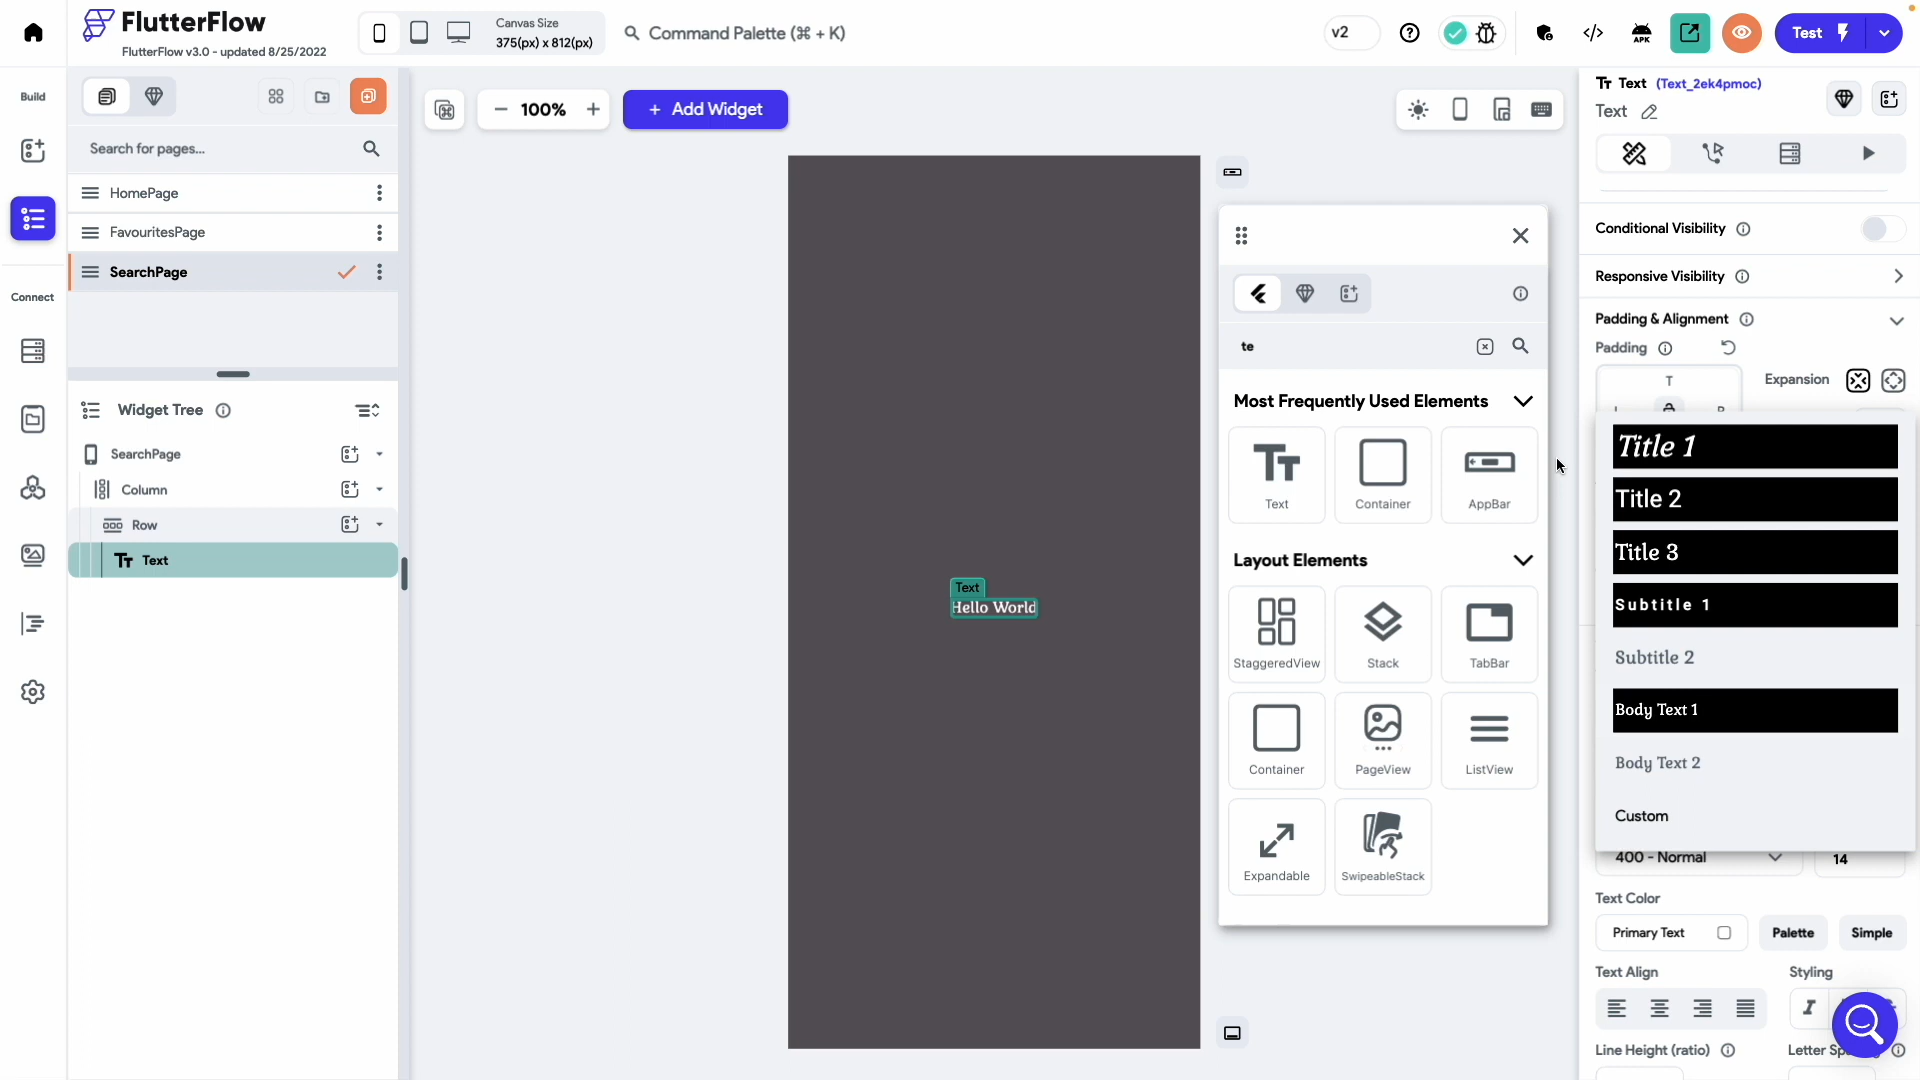 FlutterFlow
FlutterFlow v3.0 - updated 8/25/2022
Canvas Size
375(px) x 812(px)
Command Palette (⌘ + K)
v2
APK
Test
Build
Search for pages...
HomePage
FavouritesPage
SearchPage
Connect
Widget Tree
SearchPage
Column
Row
Text
100%
+ Add Widget
Text
Hello World
te
Most Frequently Used Elements
Text
Container
AppBar
Layout Elements
StaggeredView
Stack
TabBar
Container
PageView
ListView
Expandable
SwipeableStack
Text (Text_2ek4pmoc)
Text
Conditional Visibility
Responsive Visibility
Padding & Alignment
Padding
Expansion
T
Title 1
Title 2
Title 3
Subtitle 1
Subtitle 2
Body Text 1
Body Text 2
Custom
400 - Normal
14
Text Color
Primary Text
Palette
Simple
Text Align
Styling
Line Height (ratio)
Letter